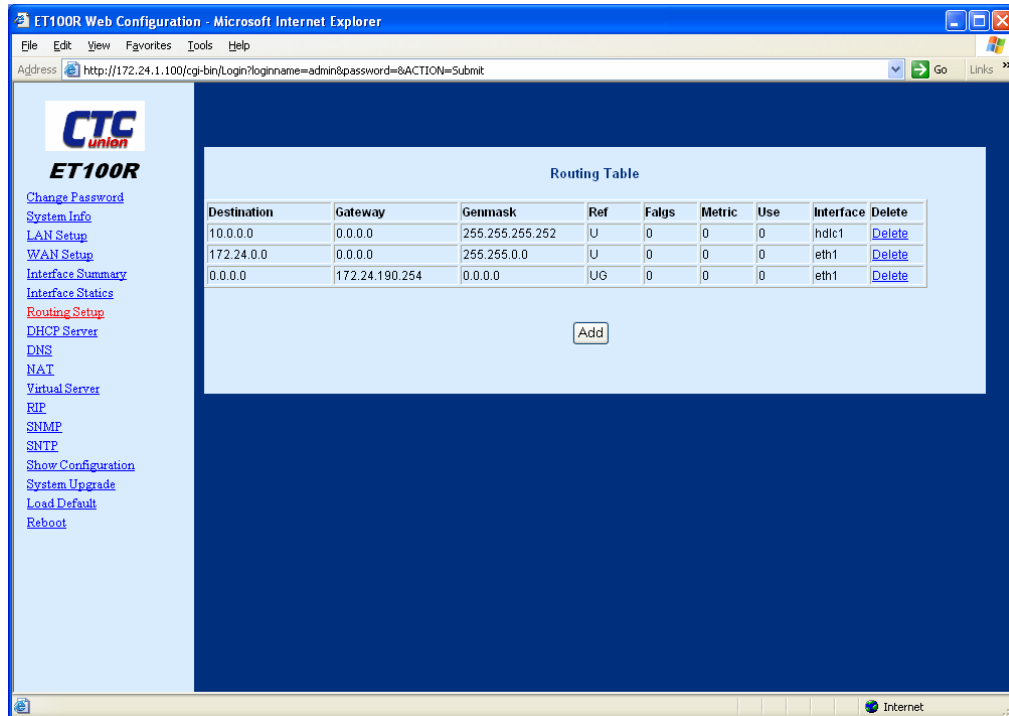 ET100R Web Configuration - Microsoft Internet Explorer
File Edit View Favorites Tools Help
Address http://172.24.1.100/cgi-bin/Login?loginname=admin&password=&ACTION=Submit Go Links »
CTC
union
ET100R
Change Password
System Info
LAN Setup
WAN Setup
Interface Summary
Interface Statics
Routing Setup
DHCP Server
DNS
NAT
Virtual Server
RIP
SNMP
SNTP
Show Configuration
System Upgrade
Load Default
Reboot
Routing Table
Destination Gateway Genmask Ref Falgs Metric Use Interface Delete
10.0.0.0 0.0.0.0 255.255.255.252 U 0 0 0 hdlc1 Delete
172.24.0.0 0.0.0.0 255.255.0.0 U 0 0 0 eth1 Delete
0.0.0.0 172.24.190.254 0.0.0.0 UG 0 0 0 eth1 Delete
Add
Internet